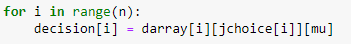 for i in range(n):
    decision[i] = darray[i][jchoice[i]][mu]